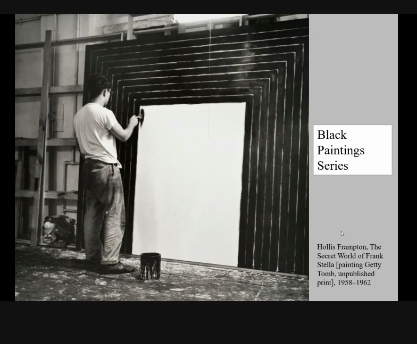 Black
Paintings
Series
Hollis Frampton, The
Secret World of Frank
Stella [painting Getty
Tomb, unpublished
print], 1958–1962